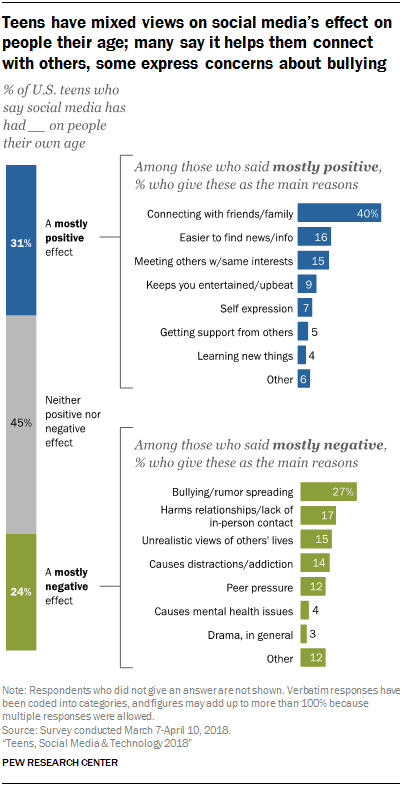 Teens have mixed views on social media's effect on
people their age; many say it helps them connect
with others, some express concerns about bullying
% of U.S. teens who
say social media has
had __ on people
their own age
31%
A mostly
positive
effect
45%
Neither
positive nor
negative
effect
24%
A mostly
negative
effect
Among those who said mostly positive,
% who give these as the main reasons
Connecting with friends/family 40%
Easier to find news/info 16
Meeting others w/same interests 15
Keeps you entertained/upbeat 9
Self expression 7
Getting support from others 5
Learning new things 4
Other 6
Among those who said mostly negative,
% who give these as the main reasons
Bullying/rumor spreading 27%
Harms relationships/lack of
in-person contact 17
Unrealistic views of others' lives 15
Causes distractions/addiction 14
Peer pressure 12
Causes mental health issues 4
Drama, in general 3
Other 12
Note: Respondents who did not give an answer are not shown. Verbatim responses have
been coded into categories, and figures may add up to more than 100% because
multiple responses were allowed.
Source: Survey conducted March 7-April 10, 2018.
"Teens, Social Media & Technology 2018"
PEW RESEARCH CENTER